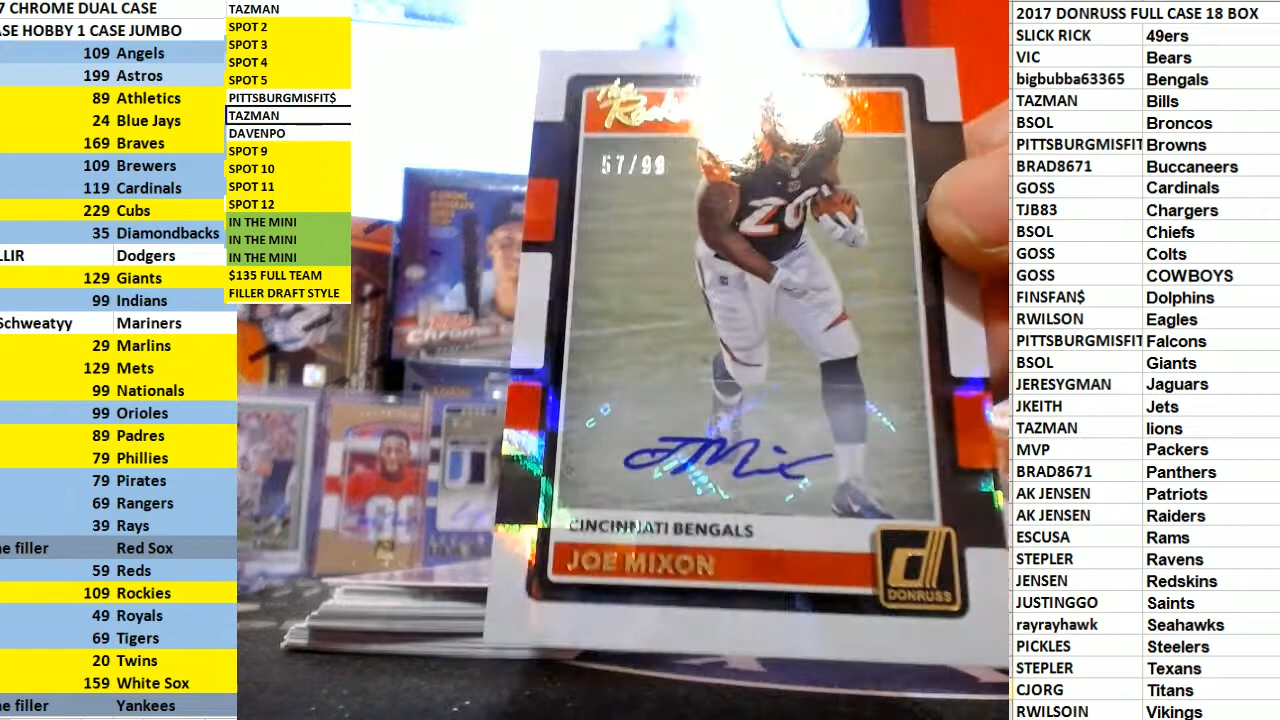 7 CHROME DUAL CASE
ASE HOBBY 1 CASE JUMBO
109 Angels
199 Astros
89 Athletics
24 Blue Jays
169 Braves
109 Brewers
119 Cardinals
229 Cubs
35 Diamondbacks
LLIR Dodgers
129 Giants
99 Indians
Schweatyy Mariners
29 Marlins
129 Mets
99 Nationals
99 Orioles
89 Padres
79 Phillies
79 Pirates
69 Rangers
39 Rays
ne filler Red Sox
59 Reds
109 Rockies
49 Royals
69 Tigers
20 Twins
159 White Sox
ne filler Yankees
TAZMAN
SPOT 2
SPOT 3
SPOT 4
SPOT 5
PITTSBURGMISFIT$
TAZMAN
DAVENPO
SPOT 9
SPOT 10
SPOT 11
SPOT 12
IN THE MINI
IN THE MINI
IN THE MINI
$135 FULL TEAM
FILLER DRAFT STYLE
The Rookies
57/99
20
CINCINNATI BENGALS
JOE MIXON
DONRUSS
Chrome
2017 DONRUSS FULL CASE 18 BOX
SLICK RICK 49ers
VIC Bears
bigbubba63365 Bengals
TAZMAN Bills
BSOL Broncos
PITTSBURGMISFIT Browns
BRAD8671 Buccaneers
GOSS Cardinals
TJB83 Chargers
BSOL Chiefs
GOSS Colts
GOSS COWBOYS
FINSFAN$ Dolphins
RWILSON Eagles
PITTSBURGMISFIT Falcons
BSOL Giants
JERESYGMAN Jaguars
JKEITH Jets
TAZMAN lions
MVP Packers
BRAD8671 Panthers
AK JENSEN Patriots
AK JENSEN Raiders
ESCUSA Rams
STEPLER Ravens
JENSEN Redskins
JUSTINGGO Saints
rayrayhawk Seahawks
PICKLES Steelers
STEPLER Texans
CJORG Titans
RWILSOIN Vikings